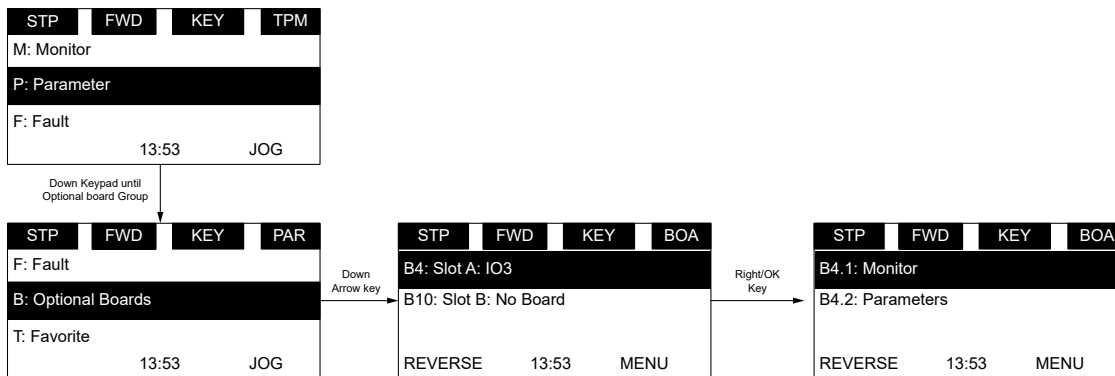 STP FWD KEY TPM
M: Monitor
P: Parameter
F: Fault
13:53 JOG
Down Keypad until
Optional board Group
STP FWD KEY PAR
F: Fault
B: Optional Boards
T: Favorite
13:53 JOG
Down
Arrow key
STP FWD KEY BOA
B4: Slot A: IO3
B10: Slot B: No Board
REVERSE 13:53 MENU
Right/OK
Key
STP FWD KEY BOA
B4.1: Monitor
B4.2: Parameters
REVERSE 13:53 MENU